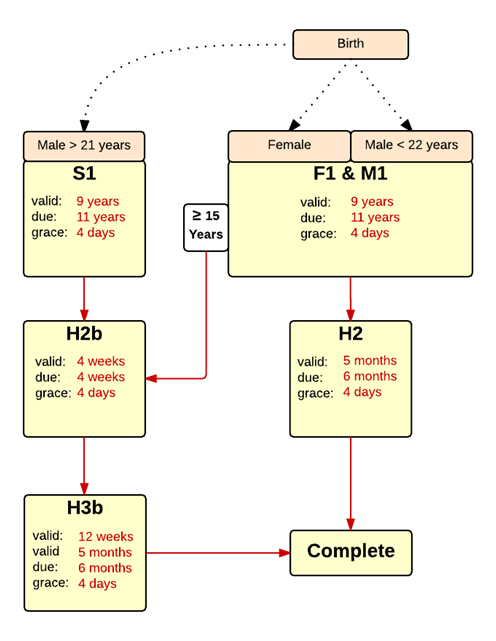 Birth
Male > 21 years
S1
valid: 9 years
due: 11 years
grace: 4 days
Female
Male < 22 years
F1 & M1
valid: 9 years
due: 11 years
grace: 4 days
≥ 15
Years
H2b
valid: 4 weeks
due: 4 weeks
grace: 4 days
H2
valid: 5 months
due: 6 months
grace: 4 days
H3b
valid: 12 weeks
valid 5 months
due: 6 months
grace: 4 days
Complete